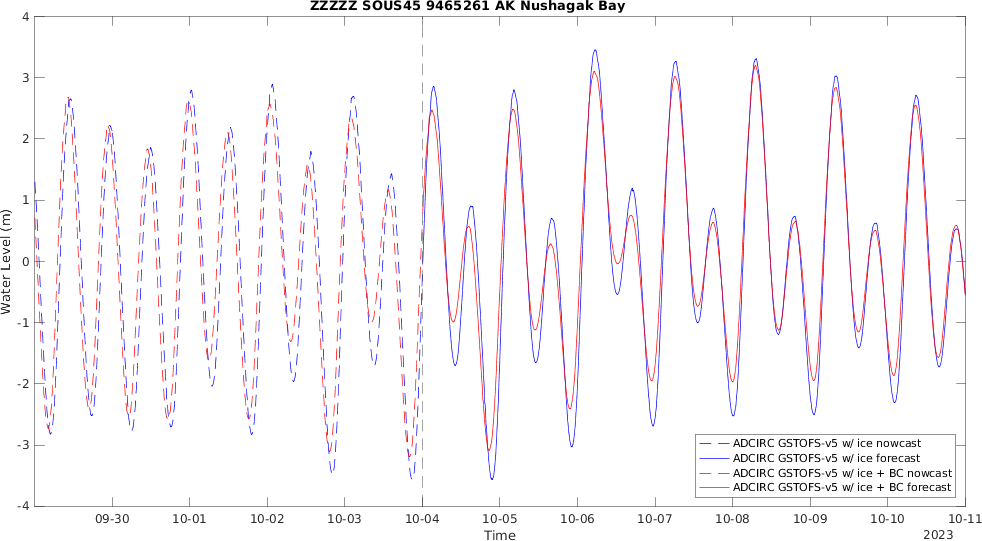 ZZZZZ SOUS45 9465261 AK Nushagak Bay
Water Level (m)
4
3
2
1
0
-1
-2
-3
-4
ADCIRC GSTOFS-v5 w/ ice nowcast
ADCIRC GSTOFS-v5 w/ ice forecast
ADCIRC GSTOFS-v5 w/ ice + BC nowcast
ADCIRC GSTOFS-v5 w/ ice + BC forecast
09-30 10-01 10-02 10-03 10-04 10-05 10-06 10-07 10-08 10-09 10-10 10-11
Time
2023